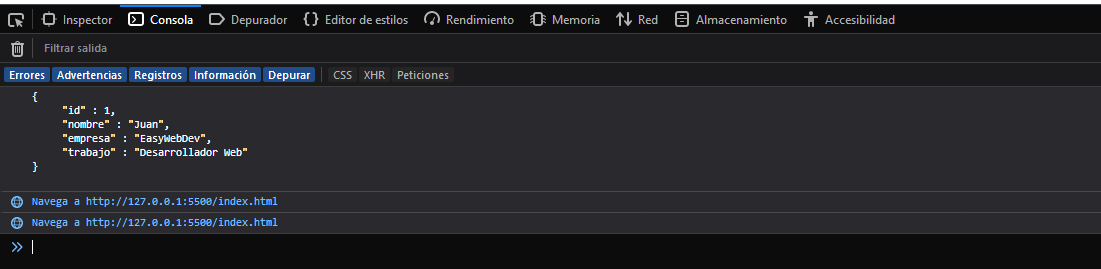 Inspector Consola Depurador Editor de estilos Rendimiento Memoria Red Almacenamiento Accesibilidad
Filtrar salida
Errores Advertencias Registros Información Depurar CSS XHR Peticiones
{
"id" : 1,
"nombre" : "Juan",
"empresa" : "EasyWebDev",
"trabajo" : "Desarrollador Web"
}
Navega a http://127.0.0.1:5500/index.html
Navega a http://127.0.0.1:5500/index.html